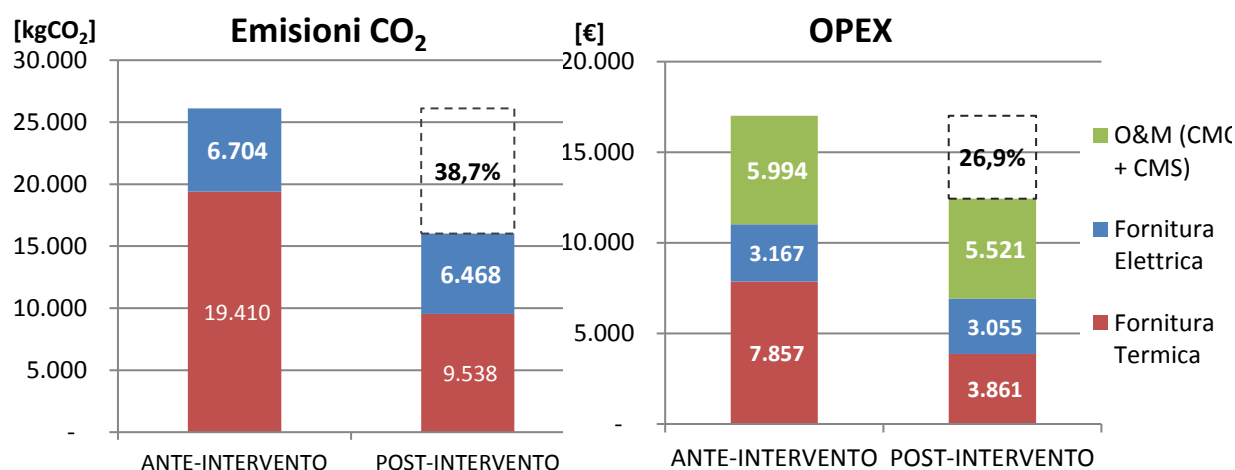 [kgCO₂]
Emisioni CO₂
30.000
25.000
20.000
15.000
10.000
5.000
-
6.704
19.410
38,7%
6.468
9.538
ANTE-INTERVENTO
POST-INTERVENTO
[€]
OPEX
20.000
15.000
10.000
5.000
-
5.994
3.167
7.857
26,9%
5.521
3.055
3.861
ANTE-INTERVENTO
POST-INTERVENTO
O&M (CMO
+ CMS)
Fornitura
Elettrica
Fornitura
Termica